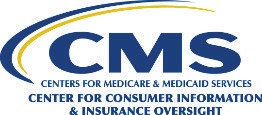 CMS
CENTERS FOR MEDICARE & MEDICAID SERVICES
CENTER FOR CONSUMER INFORMATION
& INSURANCE OVERSIGHT